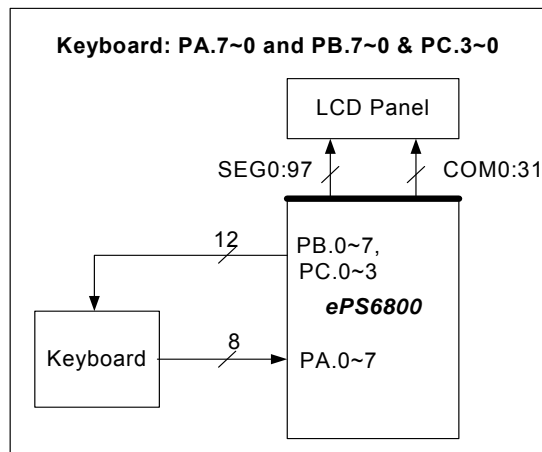 Keyboard: PA.7~0 and PB.7~0 & PC.3~0
LCD Panel
SEG0:97
COM0:31
12
PB.0~7,
PC.0~3
ePS6800
Keyboard
8
PA.0~7